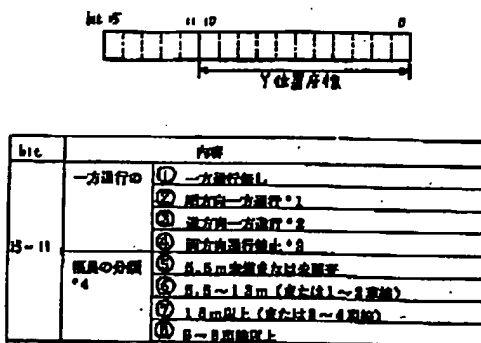 bit 15 11 10 0
Y位置座標
bit 内容
15~11 一方通行の ① 一方通行無し
② 順方向一方通行 *1
③ 逆方向一方通行 *2
④ 両方向通行禁止 *3
幅員の分類 *4 ⑤ 5.5m未満または未調査
⑥ 5.5~13m (または1~2車線)
⑦ 13m以上 (または3~4車線)
⑧ 車線以上